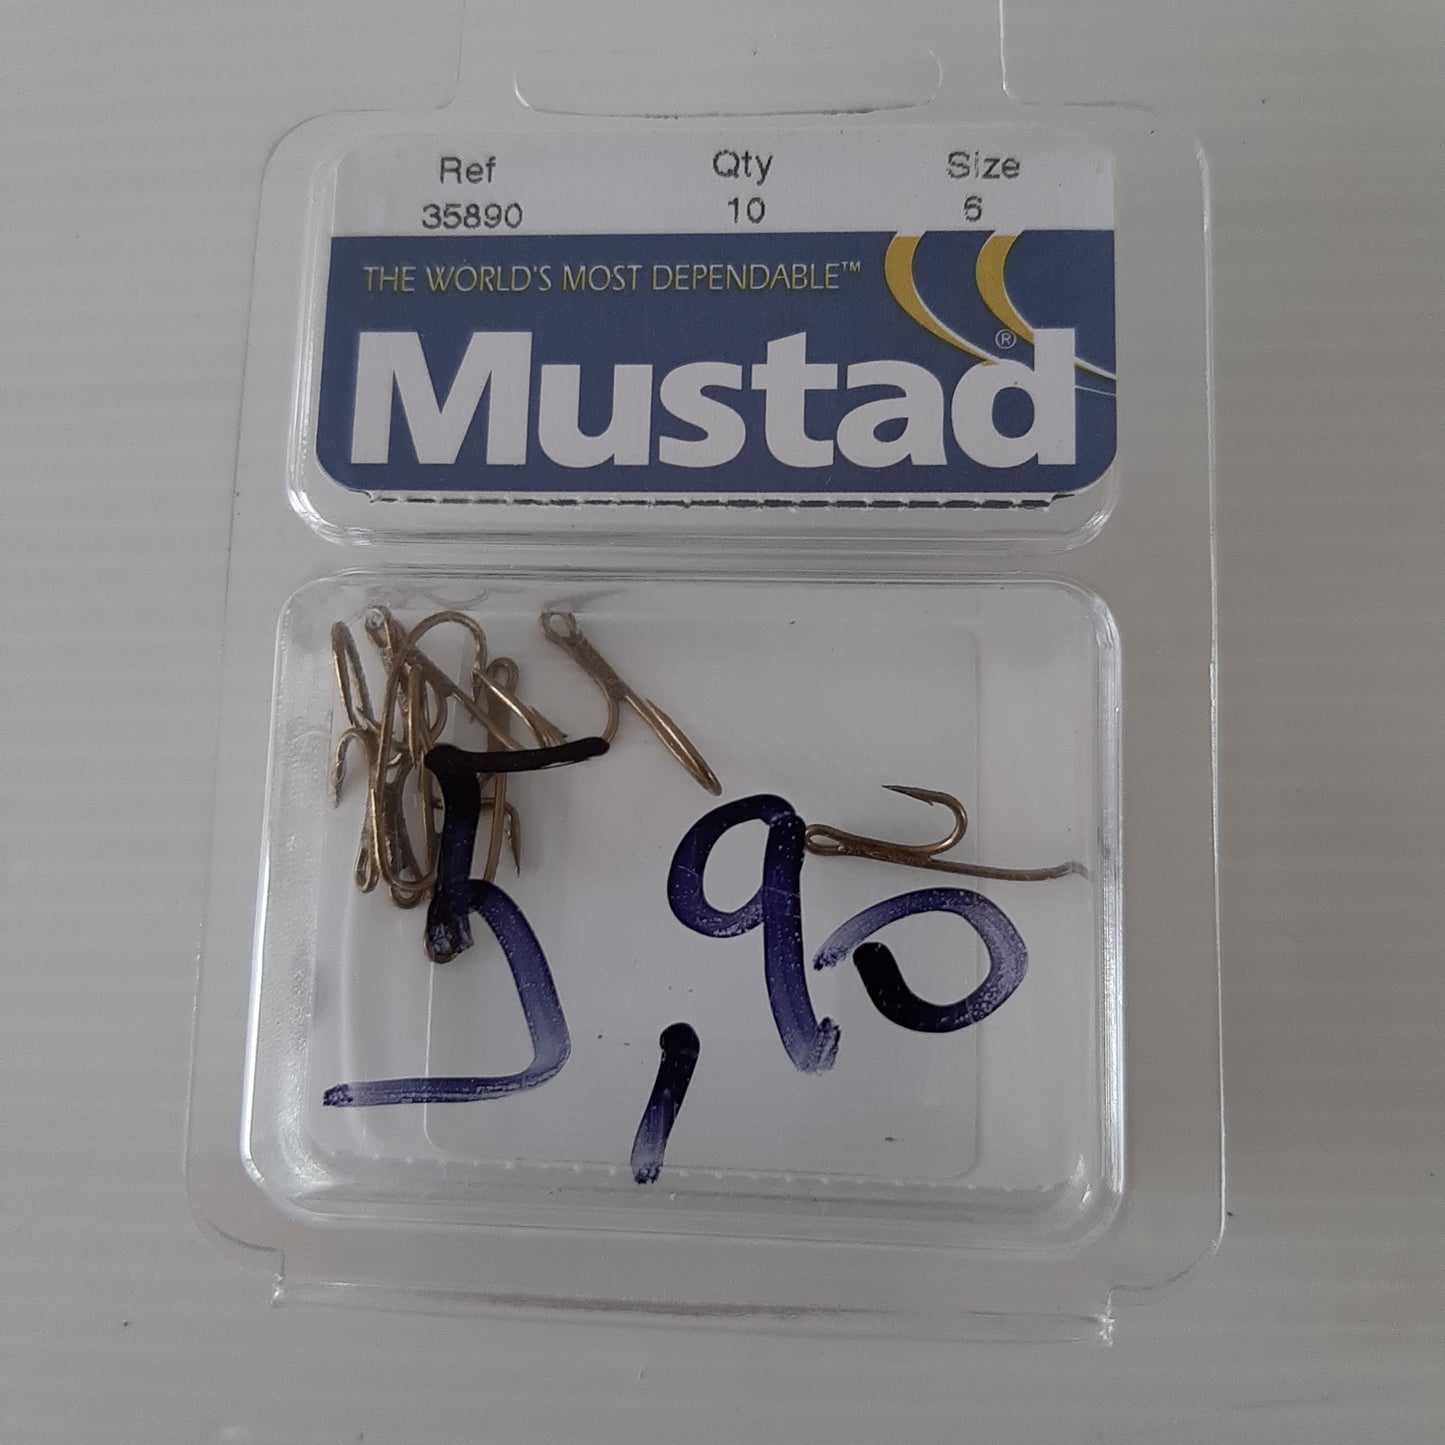 Ref Qty Size
35890 10 6
THE WORLD'S MOST DEPENDABLE™
Mustad®
5,90